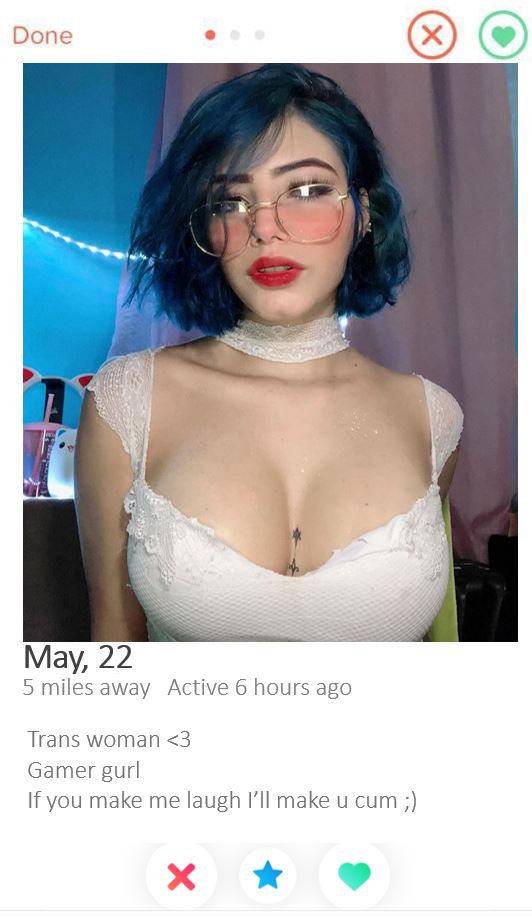 Done
May, 22
5 miles away Active 6 hours ago
Trans woman <3
Gamer gurl
If you make me laugh I’ll make u cum ;)